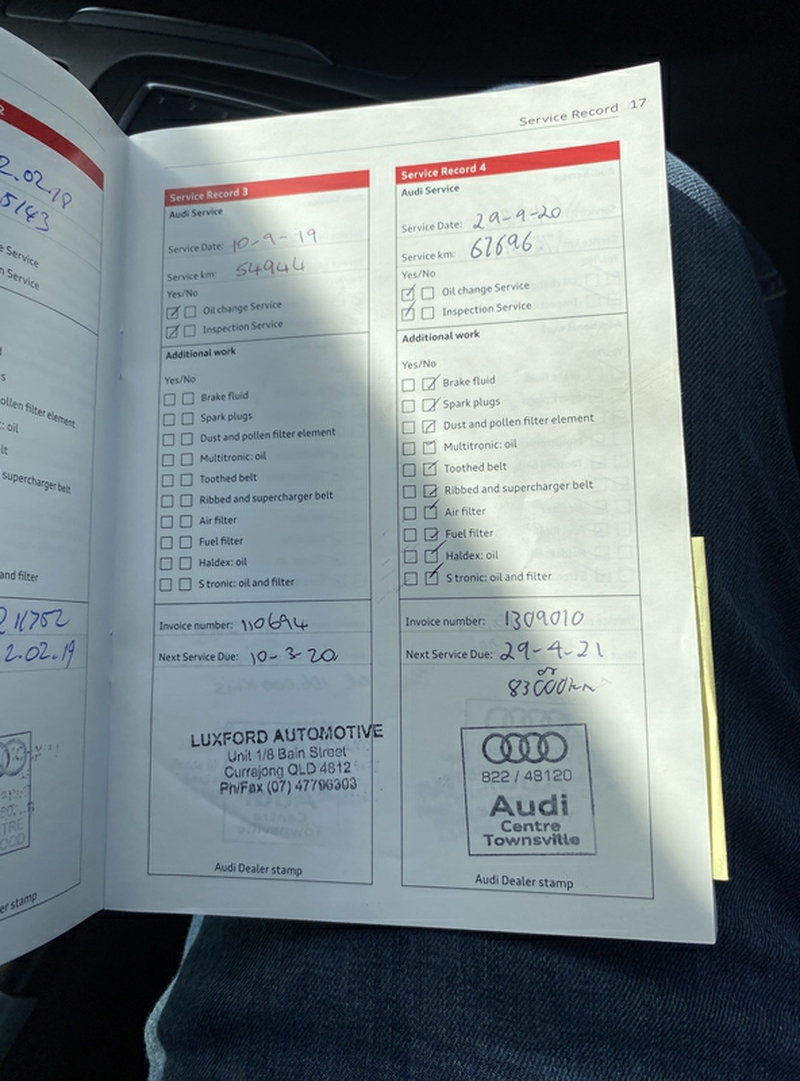 Service Record 17
2.02.18
5143
e Service
n Service
s
ollen filter element
: oil
lt
supercharger belt
and filter
211752
2.02.19
er stamp
Service Record 3
Audi Service
Service Date: 10-9-19
Service km: 54944
Yes/No
Oil change Service
Inspection Service
Additional work
Yes/No
Brake fluid
Spark plugs
Dust and pollen filter element
Multitronic: oil
Toothed belt
Ribbed and supercharger belt
Air filter
Fuel filter
Haldex: oil
S tronic: oil and filter
Invoice number: 110694
Next Service Due: 10-3-20
LUXFORD AUTOMOTIVE
Unit 1/8 Bain Street
Currajong QLD 4812
Ph/Fax (07) 47796303
Audi Dealer stamp
Service Record 4
Audi Service
Service Date: 29-9-20
Service km: 67696
Yes/No
Oil change Service
Inspection Service
Additional work
Yes/No
Brake fluid
Spark plugs
Dust and pollen filter element
Multitronic: oil
Toothed belt
Ribbed and supercharger belt
Air filter
Fuel filter
Haldex: oil
S tronic: oil and filter
Invoice number: 1309010
Next Service Due: 29-4-21
or
83000km
822 / 48120
Audi
Centre
Townsville
Audi Dealer stamp